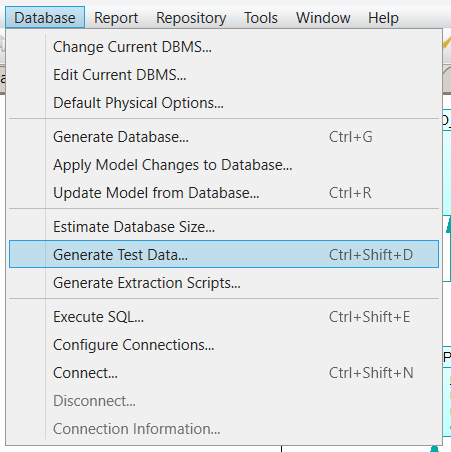 Database Report Repository Tools Window Help
Change Current DBMS...
Edit Current DBMS...
Default Physical Options...
Generate Database... Ctrl+G
Apply Model Changes to Database...
Update Model from Database... Ctrl+R
Estimate Database Size...
Generate Test Data... Ctrl+Shift+D
Generate Extraction Scripts...
Execute SQL... Ctrl+Shift+E
Configure Connections...
Connect... Ctrl+Shift+N
Disconnect...
Connection Information...